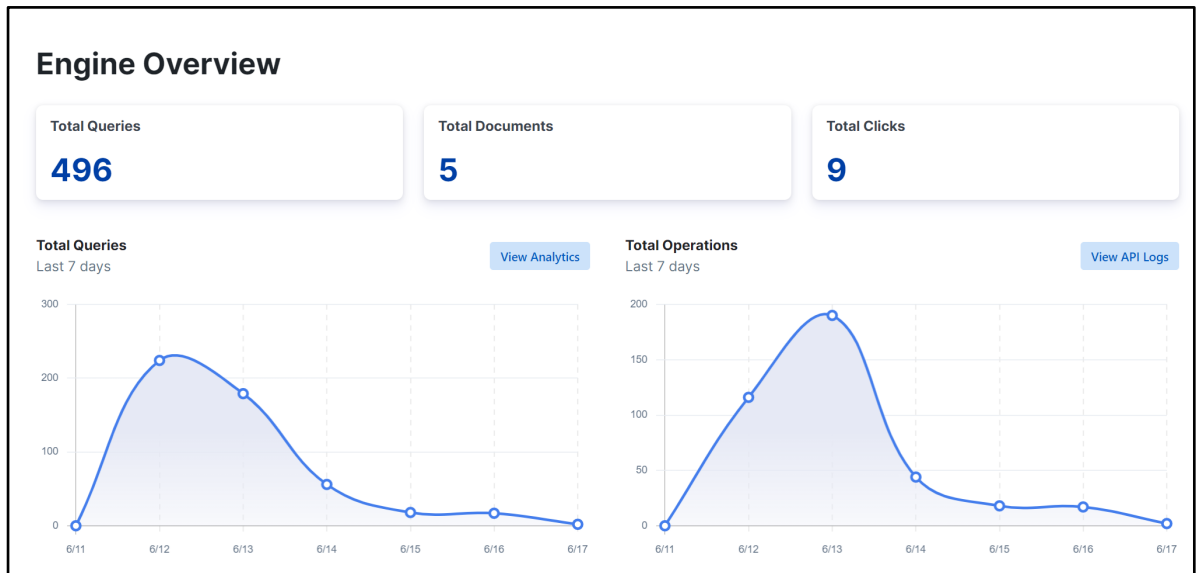 Engine Overview
Total Queries
496
Total Documents
5
Total Clicks
9
Total Queries
Last 7 days
View Analytics
300
200
100
0
6/11 6/12 6/13 6/14 6/15 6/16 6/17
Total Operations
Last 7 days
View API Logs
200
150
100
50
0
6/11 6/12 6/13 6/14 6/15 6/16 6/17